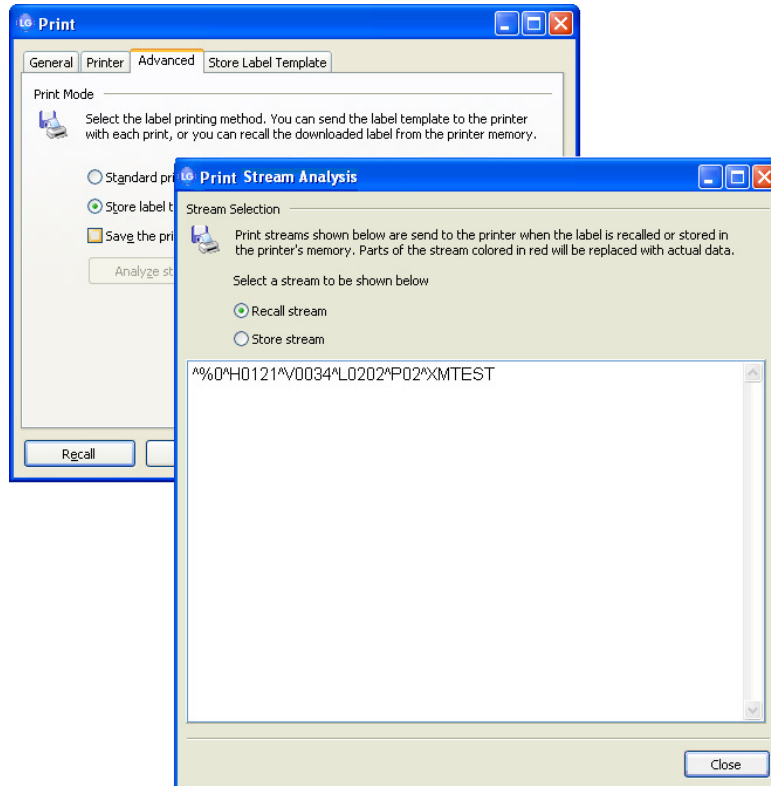 LG Print
General Printer Advanced Store Label Template
Print Mode
Select the label printing method. You can send the label template to the printer
with each print, or you can recall the downloaded label from the printer memory.
Standard pri
Store label t
Save the pri
Analyze st
Recall
LG Print Stream Analysis
Stream Selection
Print streams shown below are send to the printer when the label is recalled or stored in
the printer's memory. Parts of the stream colored in red will be replaced with actual data.
Select a stream to be shown below
Recall stream
Store stream
^%0^H0121^V0034^L0202^P02^XMTEST
Close